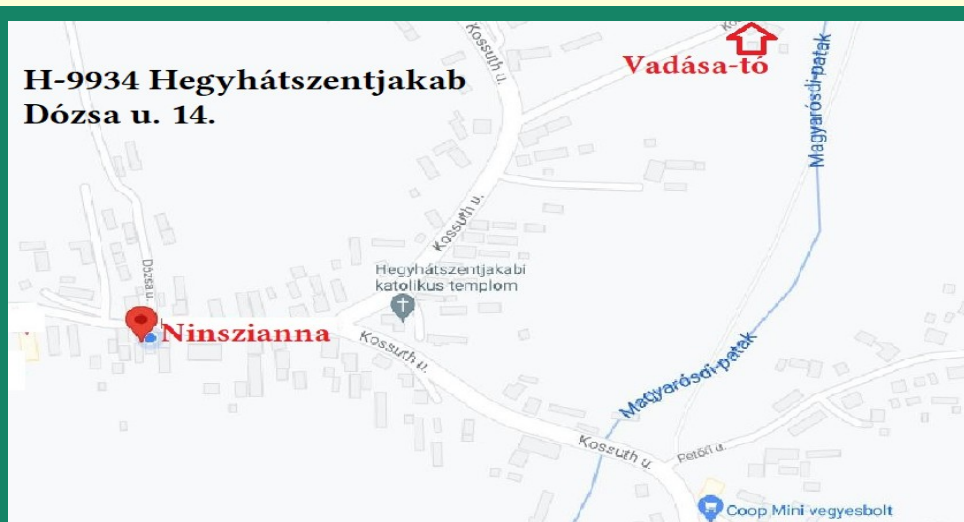 Kossuth u.
Ko
Vadása-tó
H-9934 Hegyhátszentjakab
Dózsa u. 14.
Magyarósdi-patak
Kossuth u.
Dózsa u.
Hegyhátszentjakabi
katolikus templom
Ninszianna
Kossuth u.
Magyarósdi-patak
Kossuth u.
Petőfi u.
Coop Mini vegyesbolt